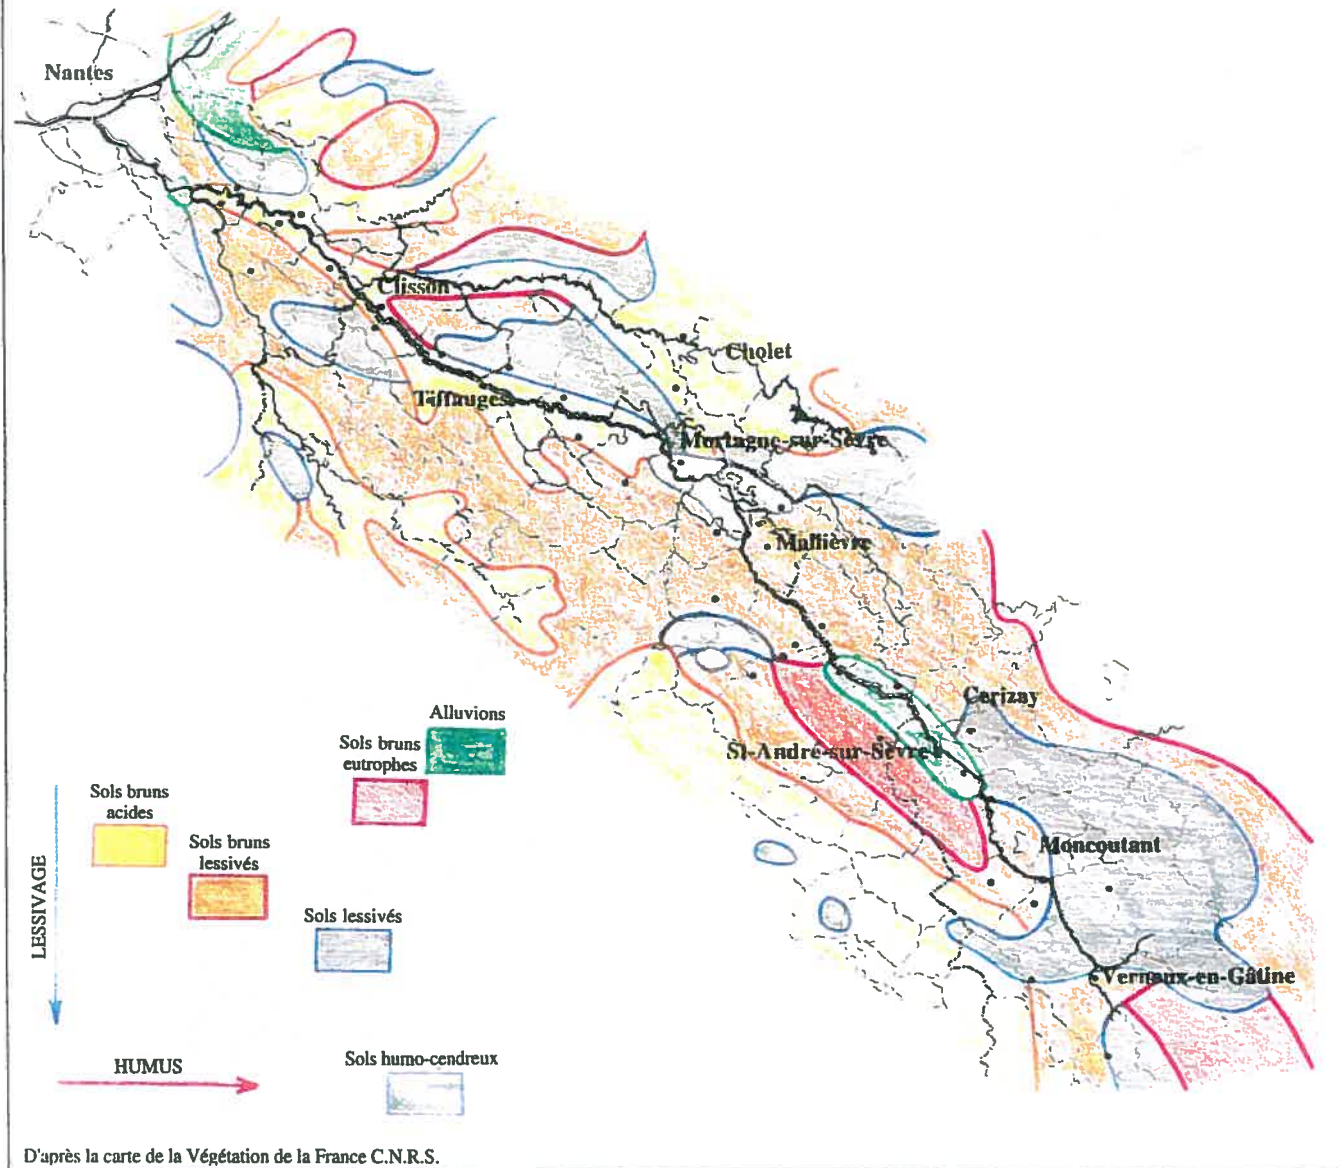 Nantes
Clisson
Cholet
Tiffauges
Mortagne-sur-Sèvre
Mallièvre
Cerizay
St-André-sur-Sèvre
Moncoutant
Vernoux-en-Gâtine
Alluvions
Sols bruns
eutrophes
Sols bruns
acides
Sols bruns
lessivés
Sols lessivés
LESSIVAGE
HUMUS
Sols humo-cendreux
D'après la carte de la Végétation de la France C.N.R.S.